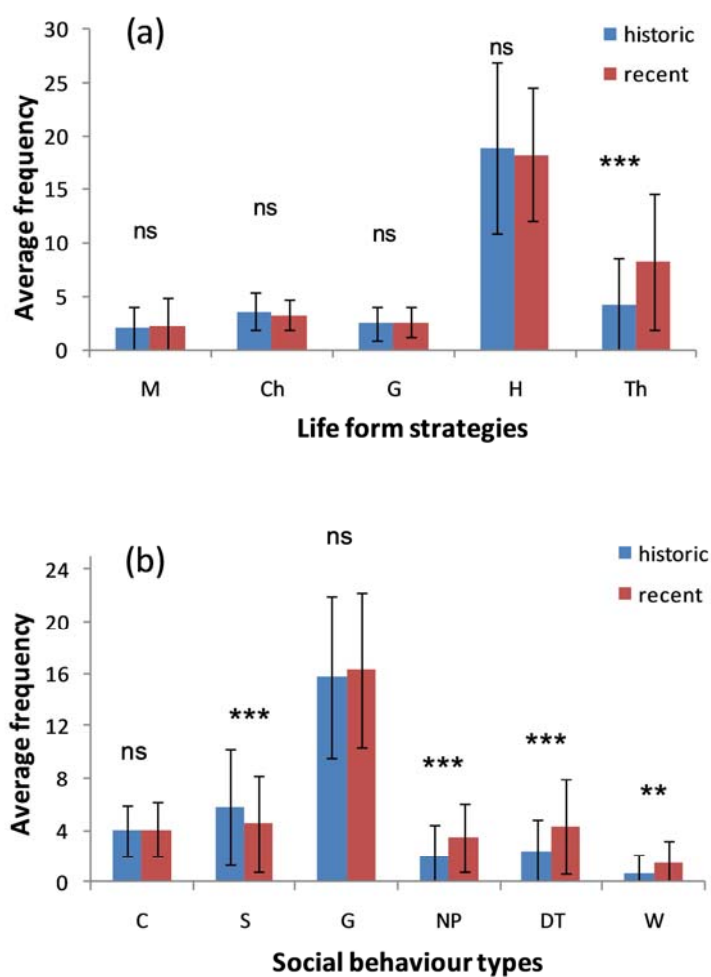 (a)
historic
recent
Average frequency
30
25
20
15
10
5
0
ns
ns
ns
ns
***
M Ch G H Th
Life form strategies
(b)
historic
recent
Average frequency
24
20
16
12
8
4
0
ns
***
ns
***
***
**
C S G NP DT W
Social behaviour types